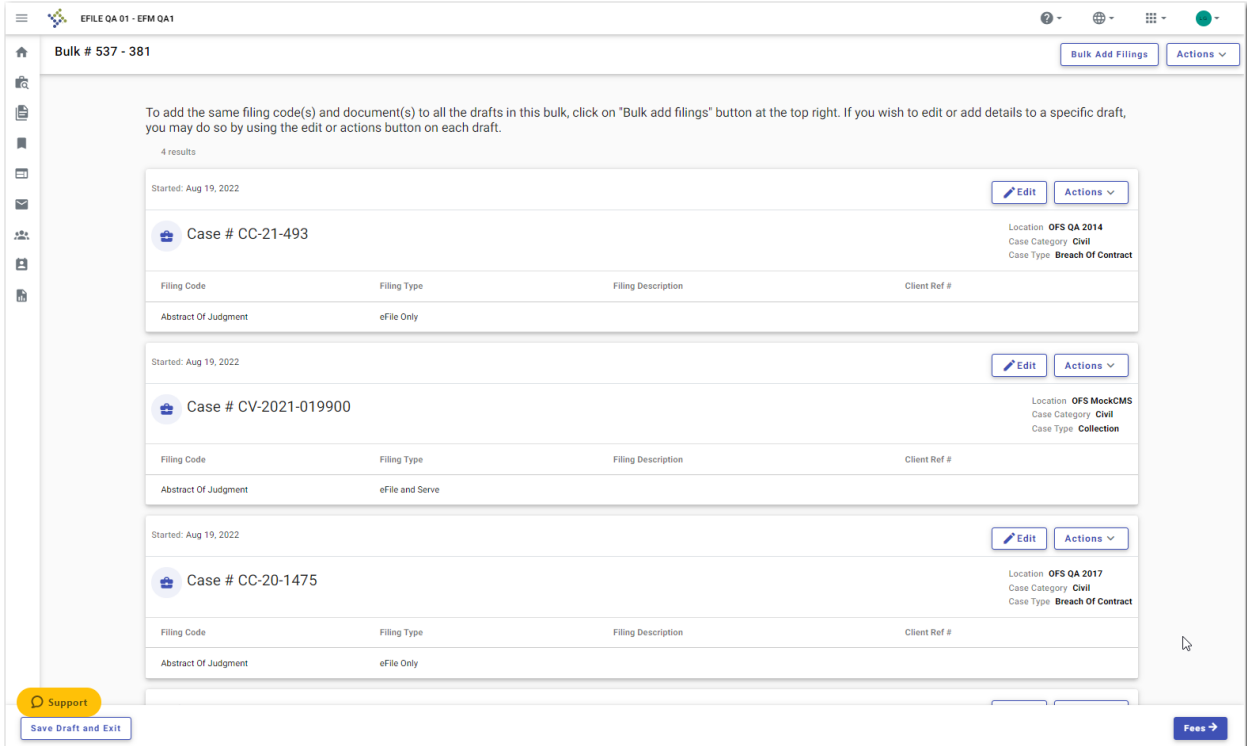 EFILE QA 01 - EFM QA1
Bulk # 537 - 381
Bulk Add Filings
Actions
To add the same filing code(s) and document(s) to all the drafts in this bulk, click on "Bulk add filings" button at the top right. If you wish to edit or add details to a specific draft,
you may do so by using the edit or actions button on each draft.
4 results
Started: Aug 19, 2022
Edit
Actions
Case # CC-21-493
Location OFS QA 2014
Case Category Civil
Case Type Breach Of Contract
Filing Code Filing Type Filing Description Client Ref #
Abstract Of Judgment eFile Only
Started: Aug 19, 2022
Edit
Actions
Case # CV-2021-019900
Location OFS MockCMS
Case Category Civil
Case Type Collection
Filing Code Filing Type Filing Description Client Ref #
Abstract Of Judgment eFile and Serve
Started: Aug 19, 2022
Edit
Actions
Case # CC-20-1475
Location OFS QA 2017
Case Category Civil
Case Type Breach Of Contract
Filing Code Filing Type Filing Description Client Ref #
Abstract Of Judgment eFile Only
Support
Save Draft and Exit
Fees